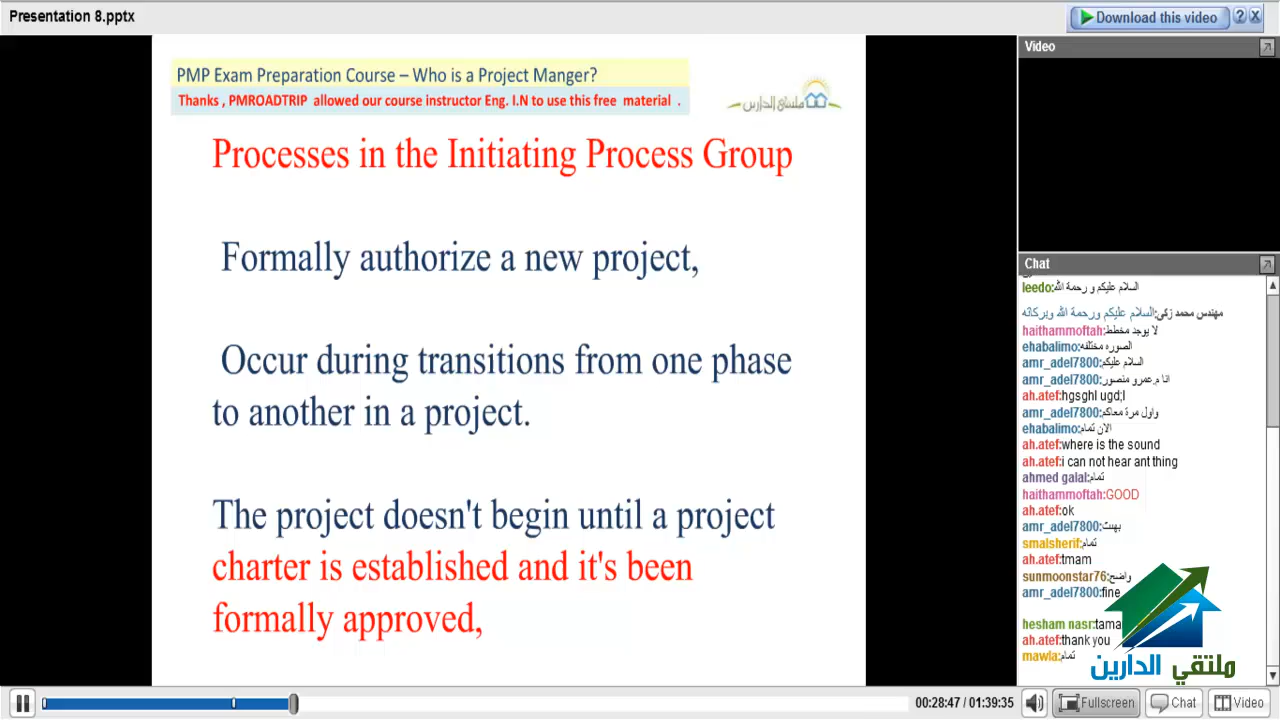 Presentation 8.pptx
Download this video
?
X
PMP Exam Preparation Course – Who is a Project Manger?
Thanks , PMROADTRIP allowed our course instructor Eng. I.N to use this free material .
ملتقى الدارين
Processes in the Initiating Process Group
Formally authorize a new project,
Occur during transitions from one phase
to another in a project.
The project doesn't begin until a project
charter is established and it's been
formally approved,
Video
Chat
leedo:السلام عليكم و رحمة الله
مهندس محمد زكى:السلام عليكم ورحمة الله وبركاته
haithammoftah:لا يوجد مخطط
ehabalimo:الصوره مختلفه
amr_adel7800:السلام عليكم
amr_adel7800:انا م.عمرو منصور
ah.atef:hgsghl ugd;l
amr_adel7800:واول مرة معاكم
ehabalimo:الان تمام
ah.atef:where is the sound
ah.atef:i can not hear ant thing
ahmed galal:تمام
haithammoftah:GOOD
ah.atef:ok
amr_adel7800:بهبت
smalsherif:تمام
ah.atef:tmam
sunmoonstar76:واضح
amr_adel7800:fine
hesham nasr:tama
ah.atef:thank you
mawla:تمام
ملتقي الدارين
00:28:47 / 01:39:35
Fullscreen
Chat
Video